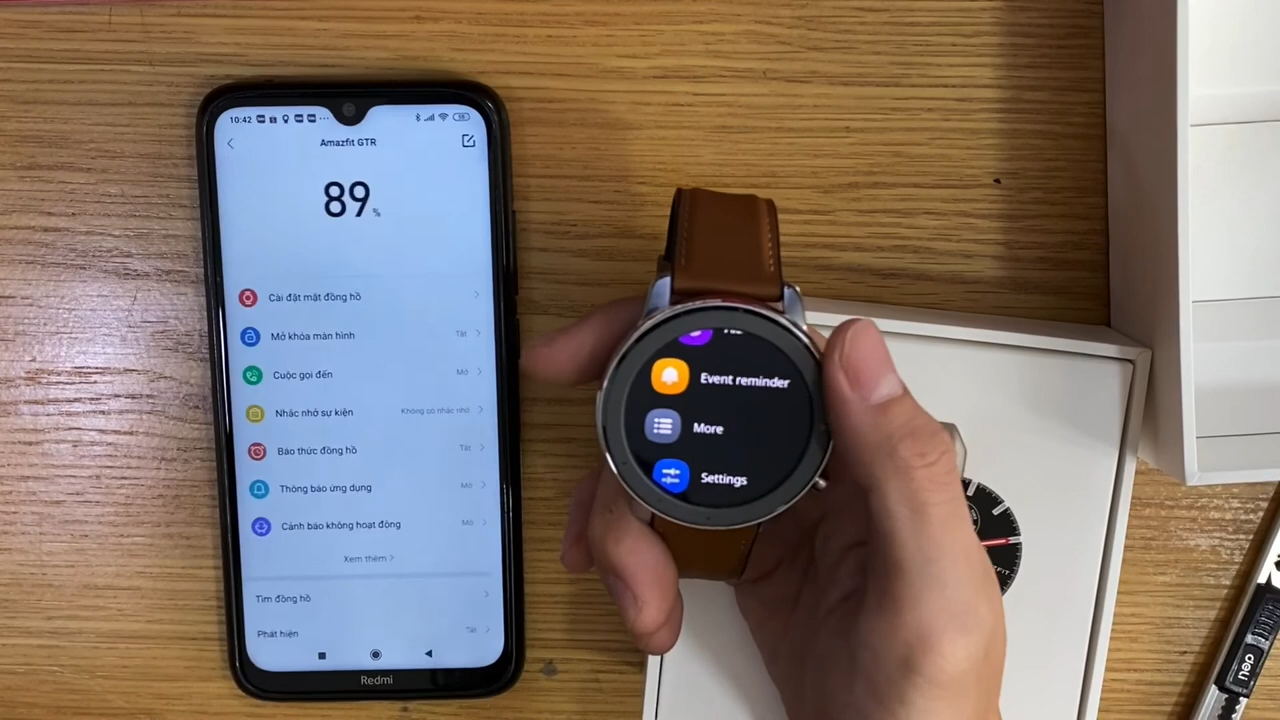 10:42
68
Amazfit GTR
89 %
Cài đặt mặt đồng hồ
Mở khóa màn hình Tắt
Cuộc gọi đến Mở
Nhắc nhở sự kiện Không có nhắc nhở
Báo thức đồng hồ Tắt
Thông báo ứng dụng Mở
Cảnh báo không hoạt động Mở
Xem thêm
Tìm đồng hồ
Phát hiện Tắt
Redmi
Event reminder
More
Settings
deli